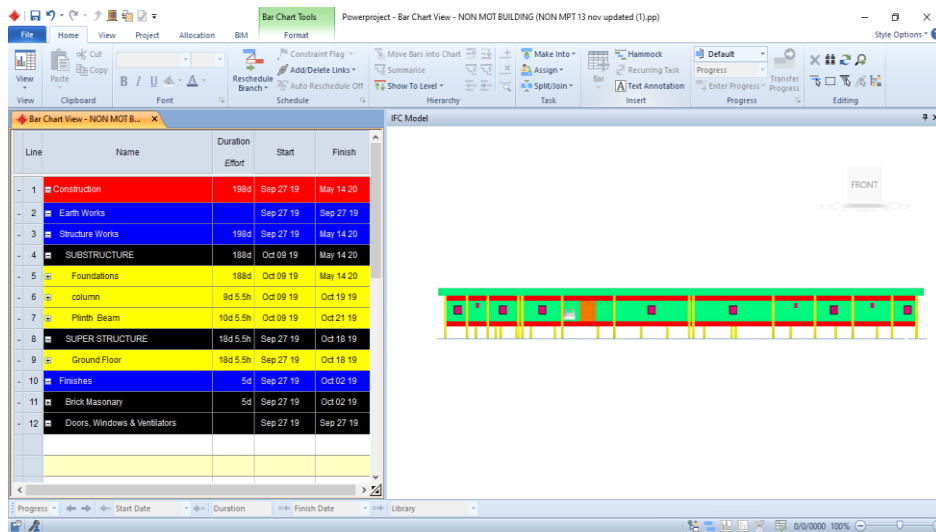 Bar Chart Tools
Powerproject - Bar Chart View - NON MOT BUILDING (NON MPT 13 nov updated (1).pp)
File Home View Project Allocation BIM Format Style Options
View Paste Cut Copy B I U A Reschedule Branch Constraint Flag Add/Delete Links Auto Reschedule Off Move Bars into Chart Summarise Show To Level Make Into Assign Split/Join Bar Hammock Recurring Task Text Annotation Default Progress Enter Progress Transfer Progress
View Clipboard Font Schedule Hierarchy Task Insert Progress Editing
Bar Chart View - NON MOT B... X IFC Model
Line Name Duration Effort Start Finish
1 Construction 198d Sep 27 19 May 14 20
2 Earth Works Sep 27 19 Sep 27 19
3 Structure Works 198d Sep 27 19 May 14 20
4 SUBSTRUCTURE 188d Oct 09 19 May 14 20
5 Foundations 188d Oct 09 19 May 14 20
6 column 9d 5.5h Oct 09 19 Oct 19 19
7 Plinth Beam 10d 5.5h Oct 09 19 Oct 21 19
8 SUPER STRUCTURE 18d 5.5h Sep 27 19 Oct 18 19
9 Ground Floor 18d 5.5h Sep 27 19 Oct 18 19
10 Finishes 5d Sep 27 19 Oct 02 19
11 Brick Masonary 5d Sep 27 19 Oct 02 19
12 Doors, Windows & Ventilators Sep 27 19 Sep 27 19
FRONT
Progress Start Date Duration Finish Date Library
0/0/0000 100%